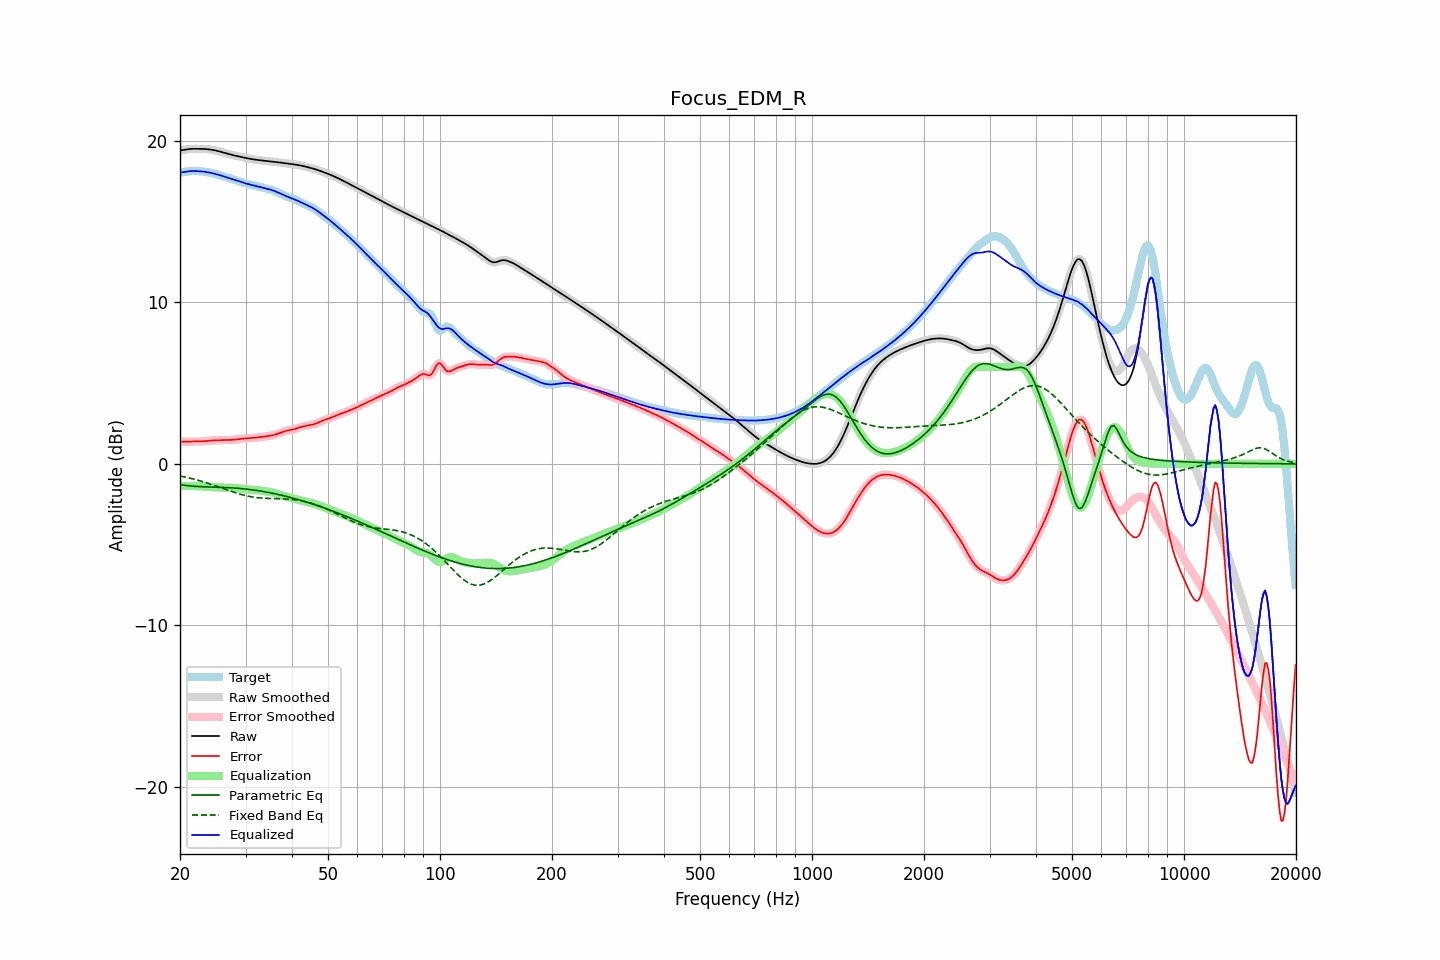 Focus_EDM_R
Amplitude (dBr)
20
10
0
−10
−20
Target
Raw Smoothed
Error Smoothed
Raw
Error
Equalization
Parametric Eq
Fixed Band Eq
Equalized
20 50 100 200 500 1000 2000 5000 10000 20000
Frequency (Hz)